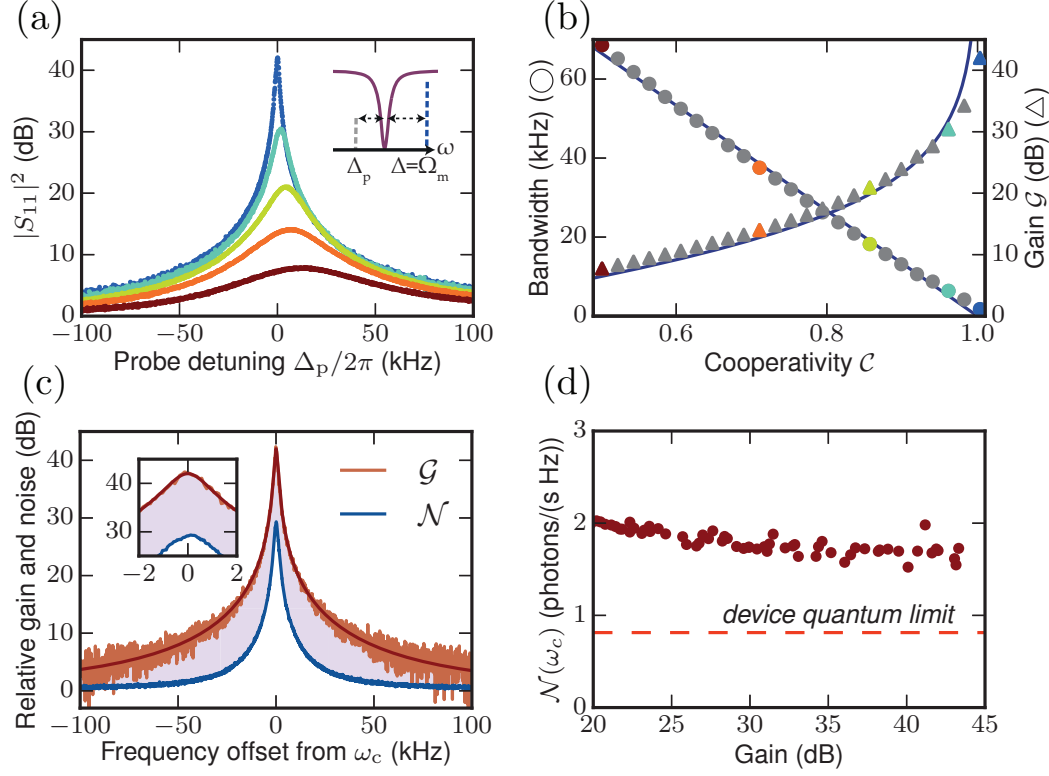 (a)
40
30
20
10
0
−100
−50
0
50
100
|S₁₁|² (dB)
Probe detuning Δₚ/2π (kHz)
ω
Δₚ
Δ=Ωₘ
(b)
60
40
20
0
0.6
0.8
1.0
40
30
20
10
0
Bandwidth (kHz) (○)
Gain 𝒢 (dB) (△)
Cooperativity 𝒞
(c)
40
30
20
10
0
−100
−50
0
50
100
Relative gain and noise (dB)
Frequency offset from ω_c (kHz)
𝒢
𝒩
40
30
−2
0
2
(d)
3
2
1
0
20
25
30
35
40
45
𝒩(ω_c) (photons/(s Hz))
Gain (dB)
device quantum limit